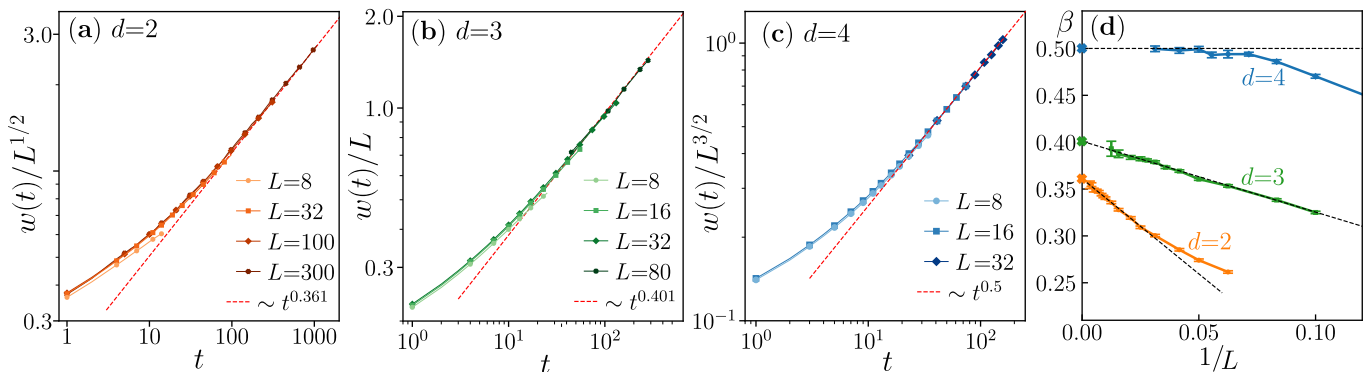 (a) d=2
3.0
1
0.3
w(t)/L^{1/2}
L=8
L=32
L=100
L=300
~ t^{0.361}
1
10
100
1000
t
(b) d=3
2.0
1.0
0.3
w(t)/L
L=8
L=16
L=32
L=80
~ t^{0.401}
10^0
10^1
10^2
t
(c) d=4
10^0
10^{-1}
w(t)/L^{3/2}
L=8
L=16
L=32
~ t^{0.5}
10^0
10^1
10^2
t
β (d)
0.50
0.45
0.40
0.35
0.30
0.25
d=4
d=3
d=2
0.00
0.05
0.10
1/L